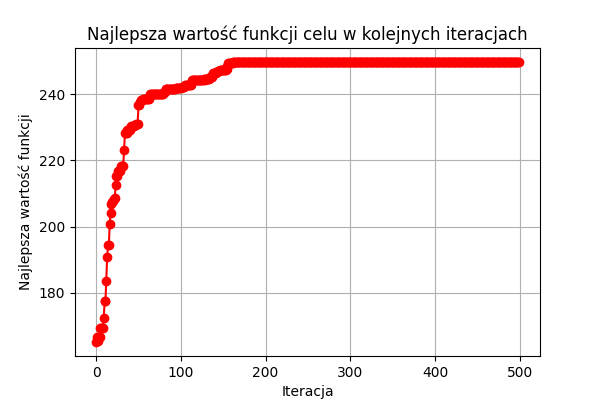 Najlepsza wartość funkcji celu w kolejnych iteracjach
Najlepsza wartość funkcji
240
220
200
180
0 100 200 300 400 500
Iteracja